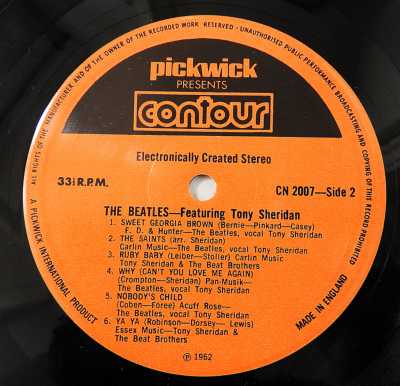 ALL RIGHTS OF THE MANUFACTURER AND OF THE OWNER OF THE RECORDED WORK RESERVED — UNAUTHORISED PUBLIC PERFORMANCE BROADCASTING AND COPYING OF THIS RECORD PROHIBITED
pickwick
PRESENTS
contour
Electronically Created Stereo
33⅓ R.P.M.
CN 2007—Side 2
THE BEATLES—Featuring Tony Sheridan
1. SWEET GEORGIA BROWN (Bernie—Pinkard—Casey)
F. D. & Hunter—The Beatles, vocal Tony Sheridan
2. THE SAINTS (arr. Sheridan)
Carlin Music—The Beatles, vocal Tony Sheridan
3. RUBY BABY (Leiber-Stoller) Carlin Music
Tony Sheridan & The Beat Brothers
4. WHY (CAN'T YOU LOVE ME AGAIN)
(Crompton—Sheridan) Pan-Musik—
The Beatles, vocal Tony Sheridan
5. NOBODY'S CHILD
(Coben—Foree) Acuff Rose—
The Beatles, vocal Tony Sheridan
6. YA YA (Robinson—Dorsey— Lewis)
Essex Music—Tony Sheridan &
The Beat Brothers
℗ 1962
A PICKWICK INTERNATIONAL PRODUCT
MADE IN ENGLAND